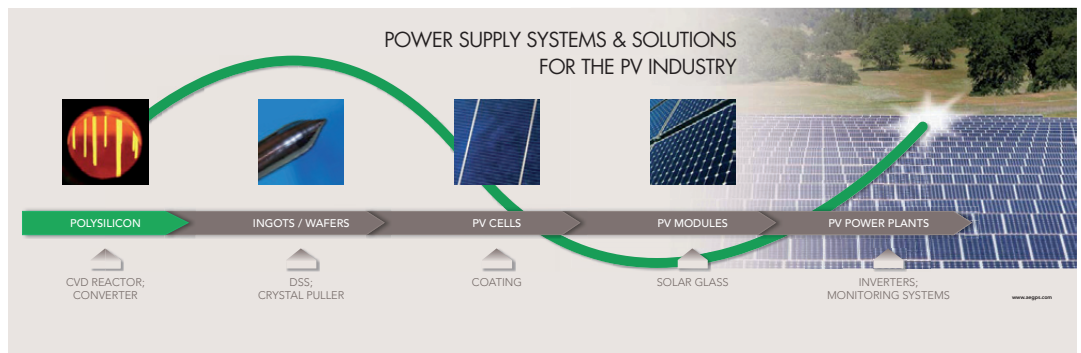 POWER SUPPLY SYSTEMS & SOLUTIONS
FOR THE PV INDUSTRY
POLYSILICON
INGOTS / WAFERS
PV CELLS
PV MODULES
PV POWER PLANTS
CVD REACTOR;
CONVERTER
DSS;
CRYSTAL PULLER
COATING
SOLAR GLASS
INVERTERS;
MONITORING SYSTEMS
www.aegps.com